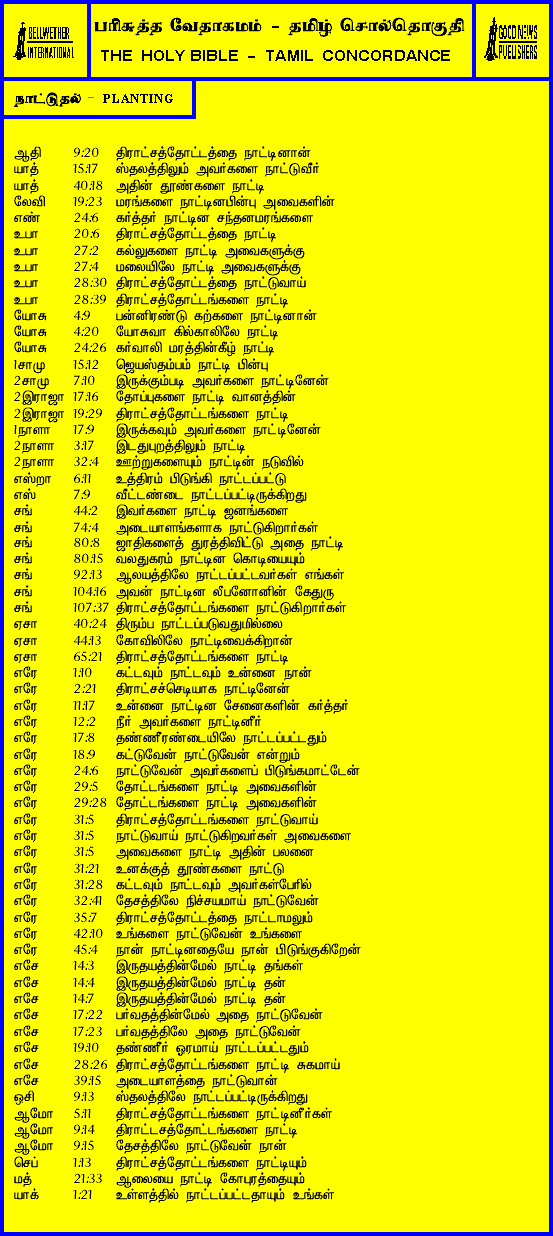 BELLWETHER INTERNATIONAL
பரிசுத்த வேதாகமம் - தமிழ் சொல்தொகுதி
THE HOLY BIBLE - TAMIL CONCORDANCE
GOOD NEWS PUBLISHERS
நாட்டுதல் - PLANTING
ஆதி 9:20 திராட்சத்தோட்டத்தை நாட்டினான்
யாத் 15:17 ஸ்தலத்திலும் அவர்களை நாட்டுவீர்
யாத் 40:18 அதின் தூண்களை நாட்டி
லேவி 19:23 மரங்களை நாட்டினபின்பு அவைகளின்
எண் 24:6 கர்த்தர் நாட்டின சந்தனமரங்களை
உபா 20:6 திராட்சத்தோட்டத்தை நாட்டி
உபா 27:2 கல்லுகளை நாட்டி அவைகளுக்கு
உபா 27:4 மலையிலே நாட்டி அவைகளுக்கு
உபா 28:30 திராட்சத்தோட்டத்தை நாட்டுவாய்
உபா 28:39 திராட்சத்தோட்டங்களை நாட்டி
யோசு 4:9 பன்னிரண்டு கற்களை நாட்டினான்
யோசு 4:20 யோசுவா கில்காலிலே நாட்டி
யோசு 24:26 கர்வாலி மரத்தின்கீழ் நாட்டி
1சாமு 15:12 ஜெயஸ்தம்பம் நாட்டி பின்பு
2சாமு 7:10 இருக்கும்படி அவர்களை நாட்டினேன்
2இராஜா 17:16 தோப்புகளை நாட்டி வானத்தின்
2இராஜா 19:29 திராட்சத்தோட்டங்களை நாட்டி
1நாளா 17:9 இருக்கவும் அவர்களை நாட்டினேன்
2நாளா 3:17 இடதுபுறத்திலும் நாட்டி
2நாளா 32:4 ஊற்றுகளையும் நாட்டின் நடுவில்
எஸ்றா 6:11 உத்திரம் பிடுங்கி நாட்டப்பட்டு
எஸ் 7:9 வீட்டண்டை நாட்டப்பட்டிருக்கிறது
சங் 44:2 இவர்களை நாட்டி ஜனங்களை
சங் 74:4 அடையாளங்களாக நாட்டுகிறார்கள்
சங் 80:8 ஜாதிகளைத் துரத்திவிட்டு அதை நாட்டி
சங் 80:15 வலதுகரம் நாட்டின கொடியையும்
சங் 92:13 ஆலயத்திலே நாட்டப்பட்டவர்கள் எங்கள்
சங் 104:16 அவன் நாட்டின லீபனோனின் கேதுரு
சங் 107:37 திராட்சத்தோட்டங்களை நாட்டுகிறார்கள்
ஏசா 40:24 திரும்ப நாட்டப்படுவதுமில்லை
ஏசா 44:13 கோவிலிலே நாட்டிவைக்கிறான்
ஏசா 65:21 திராட்சத்தோட்டங்களை நாட்டி
எரே 1:10 கட்டவும் நாட்டவும் உன்னை நான்
எரே 2:21 திராட்சச்செடியாக நாட்டினேன்
எரே 11:17 உன்னை நாட்டின சேனைகளின் கர்த்தர்
எரே 12:2 நீர் அவர்களை நாட்டினீர்
எரே 17:8 தண்ணீரண்டையிலே நாட்டப்பட்டதும்
எரே 18:9 கட்டுவேன் நாட்டுவேன் என்றும்
எரே 24:6 நாட்டுவேன் அவர்களைப் பிடுங்கமாட்டேன்
எரே 29:5 தோட்டங்களை நாட்டி அவைகளின்
எரே 29:28 தோட்டங்களை நாட்டி அவைகளின்
எரே 31:5 திராட்சத்தோட்டங்களை நாட்டுவாய்
எரே 31:5 நாட்டுவாய் நாட்டுகிறவர்கள் அவைகளை
எரே 31:5 அவைகளை நாட்டி அதின் பலனை
எரே 31:21 உனக்குத் தூண்களை நாட்டு
எரே 31:28 கட்டவும் நாட்டவும் அவர்கள்பேரில்
எரே 32:41 தேசத்திலே நிச்சயமாய் நாட்டுவேன்
எரே 35:7 திராட்சத்தோட்டத்தை நாட்டாமலும்
எரே 42:10 உங்களை நாட்டுவேன் உங்களை
எரே 45:4 நான் நாட்டினதையே நான் பிடுங்குகிறேன்
எசே 14:3 இருதயத்தின்மேல் நாட்டி தங்கள்
எசே 14:4 இருதயத்தின்மேல் நாட்டி தன்
எசே 14:7 இருதயத்தின்மேல் நாட்டி தன்
எசே 17:22 பர்வதத்தின்மேல் அதை நாட்டுவேன்
எசே 17:23 பர்வதத்திலே அதை நாட்டுவேன்
எசே 19:10 தண்ணீர் ஓரமாய் நாட்டப்பட்டதும்
எசே 28:26 திராட்சத்தோட்டங்களை நாட்டி சுகமாய்
எசே 39:15 அடையாளத்தை நாட்டுவான்
ஓசி 9:13 ஸ்தலத்திலே நாட்டப்பட்டிருக்கிறது
ஆமோ 5:11 திராட்சத்தோட்டங்களை நாட்டினீர்கள்
ஆமோ 9:14 திராட்டசத்தோட்டங்களை நாட்டி
ஆமோ 9:15 தேசத்திலே நாட்டுவேன் நான்
செப் 1:13 திராட்சத்தோட்டங்களை நாட்டியும்
மத் 21:33 ஆலையை நாட்டி கோபுரத்தையும்
யாக் 1:21 உள்ளத்தில் நாட்டப்பட்டதாயும் உங்கள்